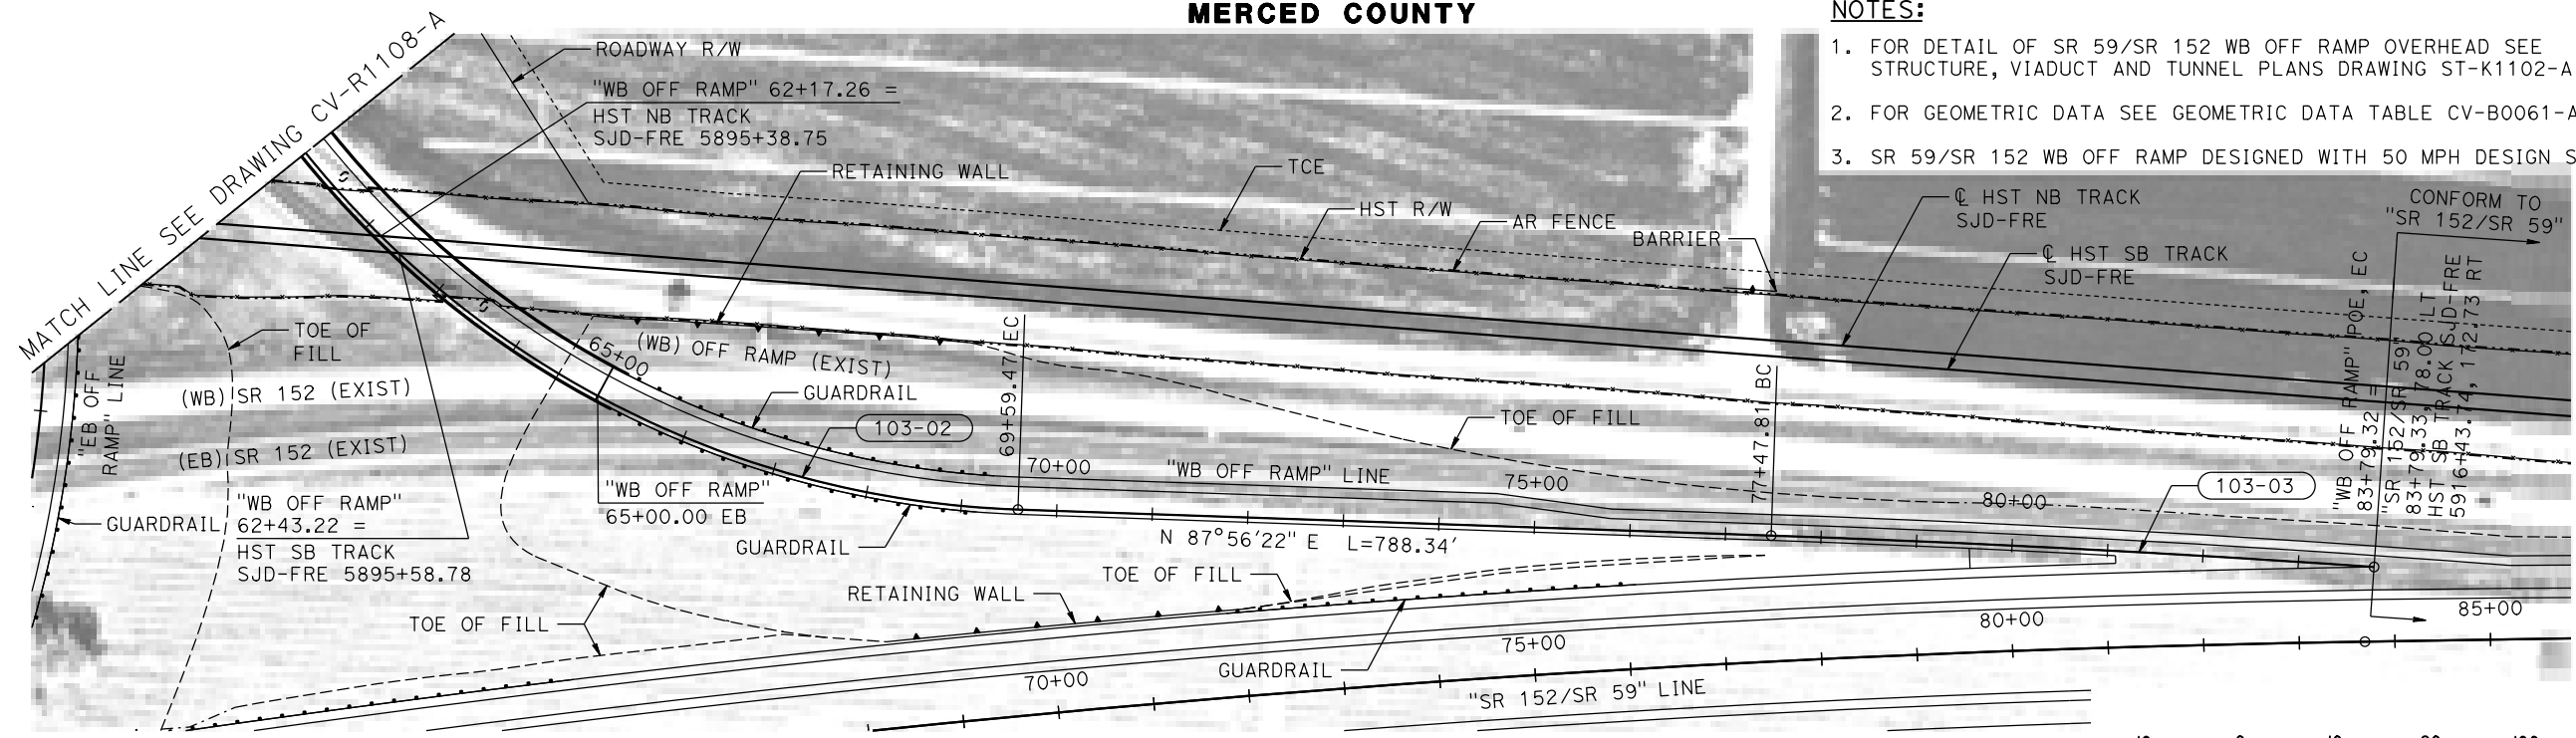 MERCED COUNTY
NOTES:
1. FOR DETAIL OF SR 59/SR 152 WB OFF RAMP OVERHEAD SEE
STRUCTURE, VIADUCT AND TUNNEL PLANS DRAWING ST-K1102-A
2. FOR GEOMETRIC DATA SEE GEOMETRIC DATA TABLE CV-B0061-A
3. SR 59/SR 152 WB OFF RAMP DESIGNED WITH 50 MPH DESIGN S
MATCH LINE SEE DRAWING CV-R1108-A
ROADWAY R/W
"WB OFF RAMP" 62+17.26 =
HST NB TRACK
SJD-FRE 5895+38.75
RETAINING WALL
TCE
HST R/W
AR FENCE
BARRIER
℄ HST NB TRACK
SJD-FRE
℄ HST SB TRACK
SJD-FRE
CONFORM TO
"SR 152/SR 59"
TOE OF
FILL
"EB OFF
RAMP" LINE
(WB) SR 152 (EXIST)
(EB) SR 152 (EXIST)
65+00
(WB) OFF RAMP (EXIST)
GUARDRAIL
103-02
69+59.47 EC
70+00
"WB OFF RAMP" LINE
TOE OF FILL
75+00
77+47.81 BC
80+00
103-03
"WB OFF RAMP" POE, EC
83+79.32 =
"SR 152/SR 59"
83+79.33, 78.00 LT
HST SB TRACK SJD-FRE
5916+43.74, 172.73 RT
GUARDRAIL
"WB OFF RAMP"
62+43.22 =
HST SB TRACK
SJD-FRE 5895+58.78
"WB OFF RAMP"
65+00.00 EB
GUARDRAIL
N 87°56'22" E L=788.34'
TOE OF FILL
RETAINING WALL
TOE OF FILL
GUARDRAIL
70+00
75+00
80+00
85+00
"SR 152/SR 59" LINE